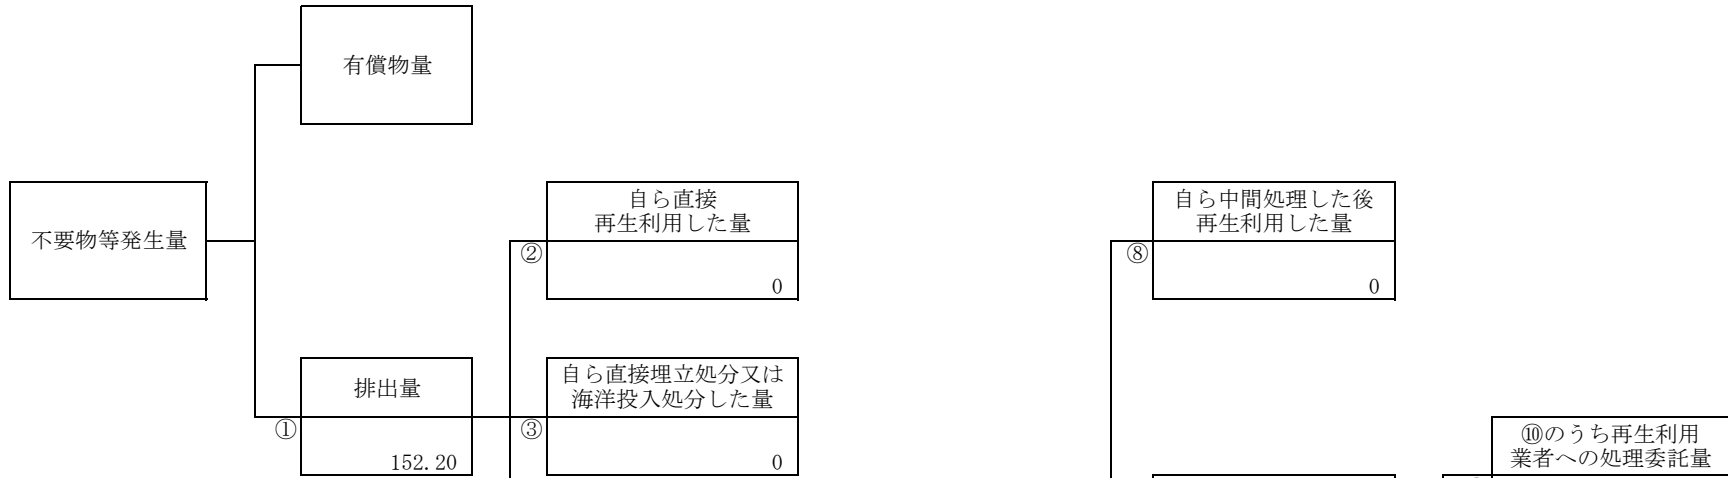 有償物量
不要物等発生量
自ら直接
再生利用した量
②
0
自ら中間処理した後
再生利用した量
⑧
0
排出量
①
152.20
自ら直接埋立処分又は
海洋投入処分した量
③
0
⑩のうち再生利用
業者への処理委託量